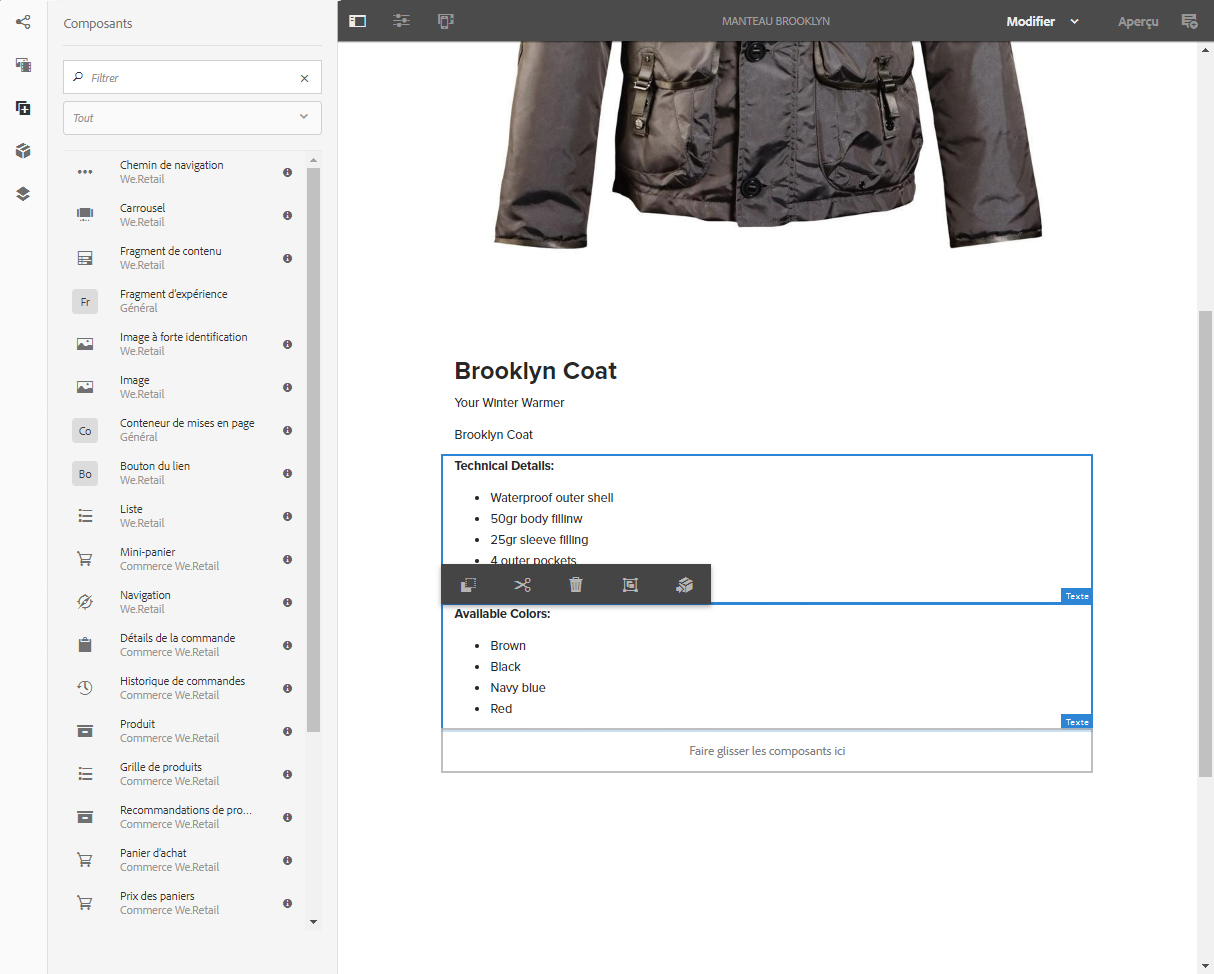 Composants
Filtrer
Tout
Chemin de navigation
We.Retail
Carrousel
We.Retail
Fragment de contenu
We.Retail
Fr
Fragment d'expérience
Général
Image à forte identification
We.Retail
Image
We.Retail
Co
Conteneur de mises en page
Général
Bo
Bouton du lien
We.Retail
Liste
We.Retail
Mini-panier
Commerce We.Retail
Navigation
We.Retail
Détails de la commande
Commerce We.Retail
Historique de commandes
Commerce We.Retail
Produit
Commerce We.Retail
Grille de produits
Commerce We.Retail
Recommandations de pro...
Commerce We.Retail
Panier d'achat
Commerce We.Retail
Prix des paniers
Commerce We.Retail
MANTEAU BROOKLYN
Modifier
Aperçu
Brooklyn Coat
Your Winter Warmer
Brooklyn Coat
Technical Details:
• Waterproof outer shell
• 50gr body fillinw
• 25gr sleeve filling
• 4 outer pockets
Texte
Available Colors:
• Brown
• Black
• Navy blue
• Red
Texte
Faire glisser les composants ici